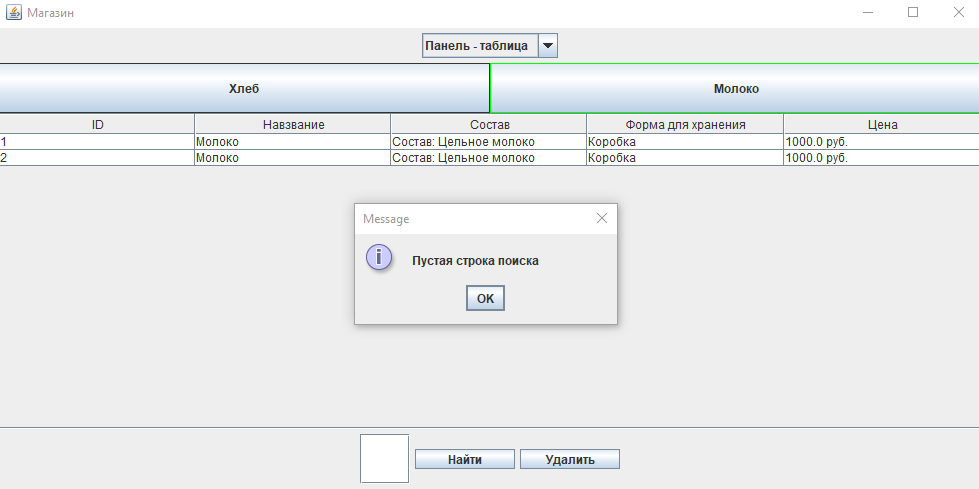 Магазин
Панель - таблица
Хлеб Молоко
ID Навзвание Состав Форма для хранения Цена
1 Молоко Состав: Цельное молоко Коробка 1000.0 руб.
2 Молоко Состав: Цельное молоко Коробка 1000.0 руб.
Message
Пустая строка поиска
OK
Найти Удалить